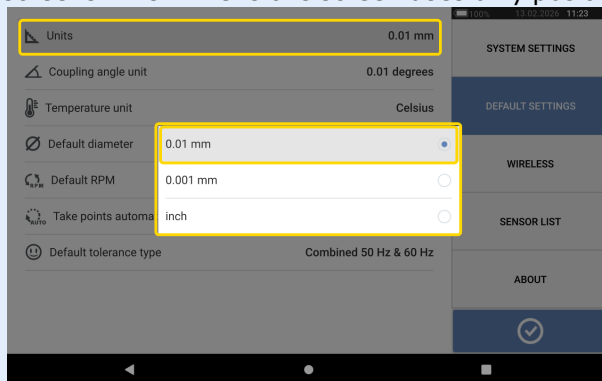 100% 13.02.2026 11:23
Units 0.01 mm
SYSTEM SETTINGS
Coupling angle unit 0.01 degrees
Temperature unit Celsius
DEFAULT SETTINGS
Default diameter
0.01 mm
WIRELESS
Default RPM
0.001 mm
Take points automa
inch
SENSOR LIST
Default tolerance type Combined 50 Hz & 60 Hz
ABOUT